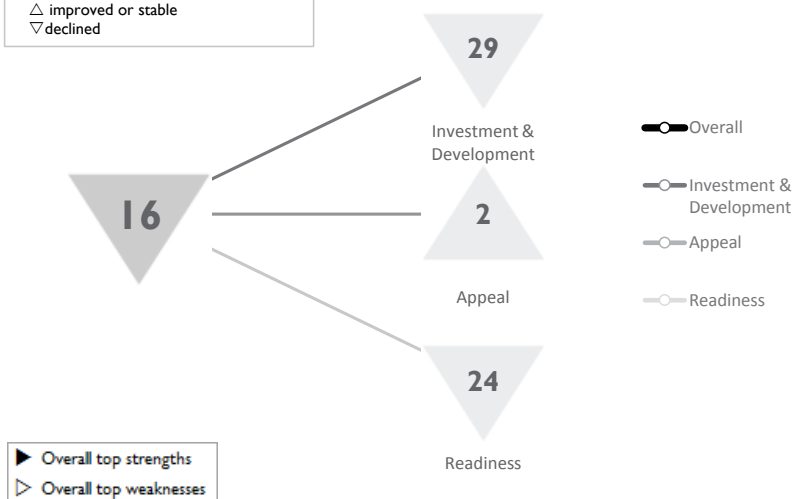 △ improved or stable
▽ declined
29
Investment &
Development
16
2
Appeal
24
Readiness
Overall
Investment &
Development
Appeal
Readiness
▶ Overall top strengths
▷ Overall top weaknesses